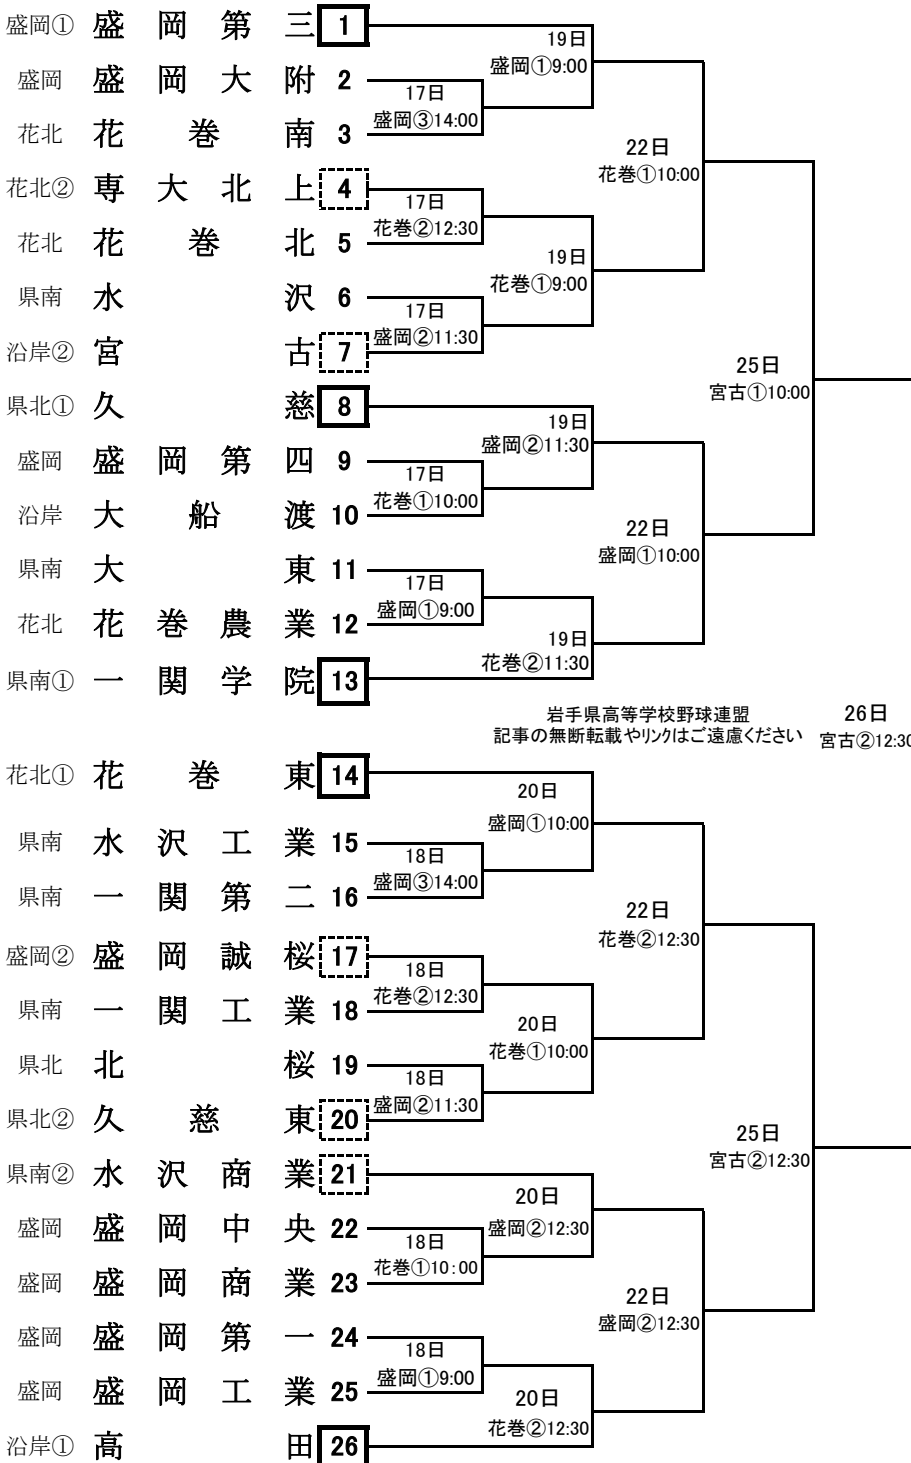 盛岡① 盛岡第三 1
盛岡 盛岡大附 2
花北 花巻南 3
花北② 専大北上 4
花北 花巻北 5
県南 水沢 6
沿岸② 宮古 7
県北① 久慈 8
盛岡 盛岡第四 9
沿岸 大船渡 10
県南 大東 11
花北 花巻農業 12
県南① 一関学院 13
17日
盛岡③14:00
17日
花巻②12:30
17日
盛岡②11:30
17日
花巻①10:00
17日
盛岡①9:00
19日
盛岡①9:00
19日
花巻①9:00
19日
盛岡②11:30
19日
花巻②11:30
22日
花巻①10:00
22日
盛岡①10:00
25日
宮古①10:00
岩手県高等学校野球連盟
記事の無断転載やリンクはご遠慮ください
26日
宮古②12:30
花北① 花巻東 14
県南 水沢工業 15
県南 一関第二 16
盛岡② 盛岡誠桜 17
県南 一関工業 18
県北 北桜 19
県北② 久慈東 20
県南② 水沢商業 21
盛岡 盛岡中央 22
盛岡 盛岡商業 23
盛岡 盛岡第一 24
盛岡 盛岡工業 25
沿岸① 高田 26
18日
盛岡③14:00
18日
花巻②12:30
18日
盛岡②11:30
18日
花巻①10:00
18日
盛岡①9:00
20日
盛岡①10:00
20日
花巻①10:00
20日
盛岡②12:30
20日
花巻②12:30
22日
花巻②12:30
22日
盛岡②12:30
25日
宮古②12:30